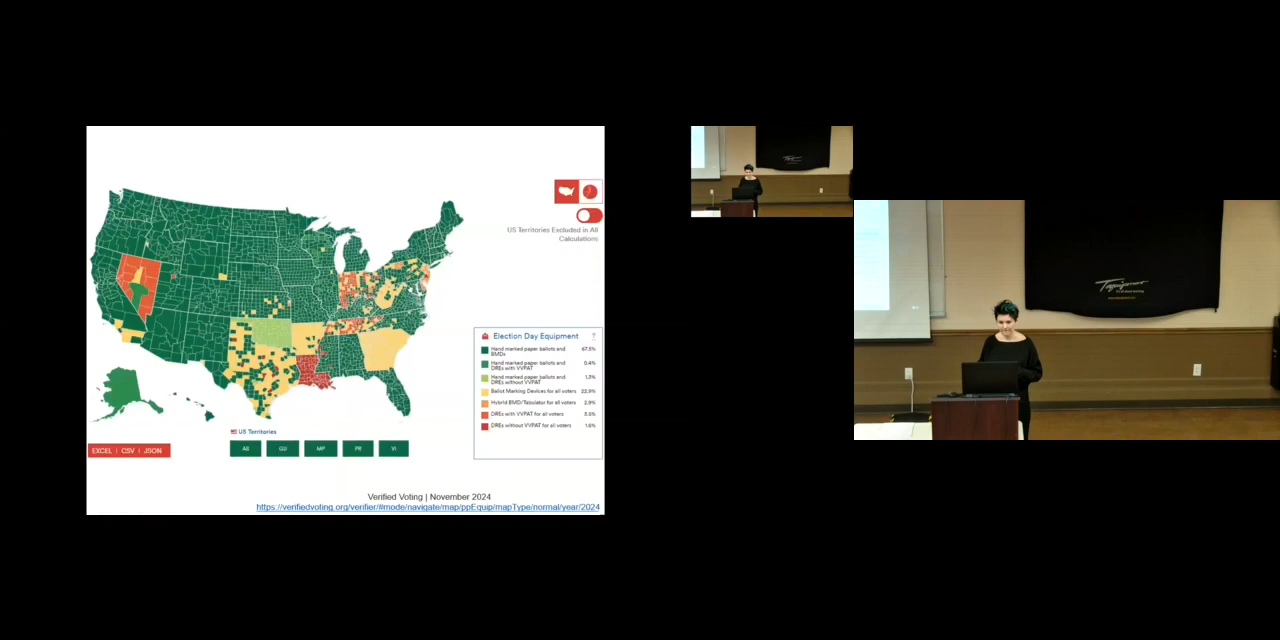 US Territories Excluded in All
Calculations
Election Day Equipment
Hand marked paper ballots and
BMDs
67.5%
Hand marked paper ballots and
DREs with VVPAT
0.4%
Hand marked paper ballots and
DREs without VVPAT
1.3%
Ballot Marking Devices for all voters 22.9%
Hybrid BMD/Tabulator for all voters 2.9%
DREs with VVPAT for all voters
DREs without VVPAT for all voters
US Territories
AS
GU
MP
PR
VI
EXCEL | CSV | JSON
Verified Voting | November 2024
https://verifiedvoting.org/verifier/#mode/navigate/map/ppEquip/mapType/normal/year/2024